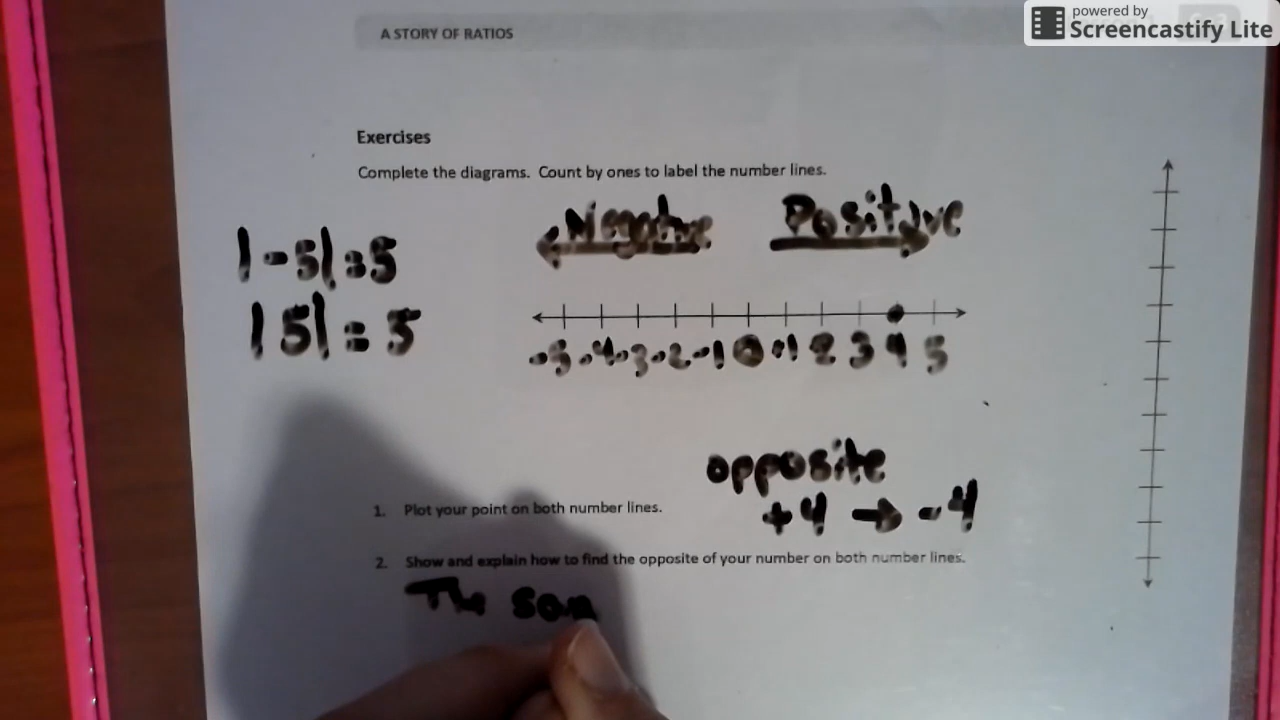 powered by
Screencastify Lite
A STORY OF RATIOS
Exercises
Complete the diagrams. Count by ones to label the number lines.
Negative Positive
|-5|=5
|5|=5
-5 -4 -3 -2 -1 0 +1 2 3 4 5
opposite
+4 → -4
1. Plot your point on both number lines.
2. Show and explain how to find the opposite of your number on both number lines.
The sam